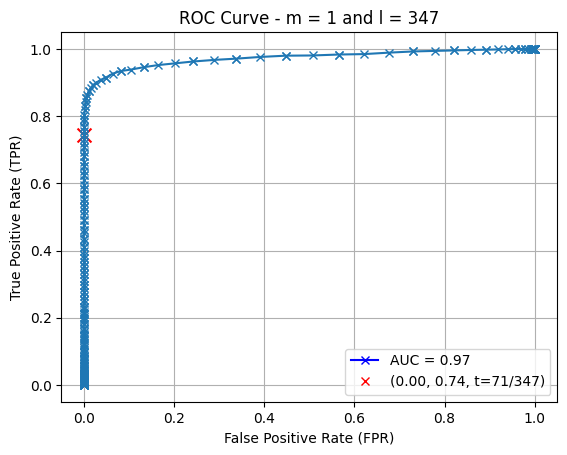 ROC Curve - m = 1 and l = 347
True Positive Rate (TPR)
1.0
0.8
0.6
0.4
0.2
0.0
0.0 0.2 0.4 0.6 0.8 1.0
False Positive Rate (FPR)
AUC = 0.97
(0.00, 0.74, t=71/347)